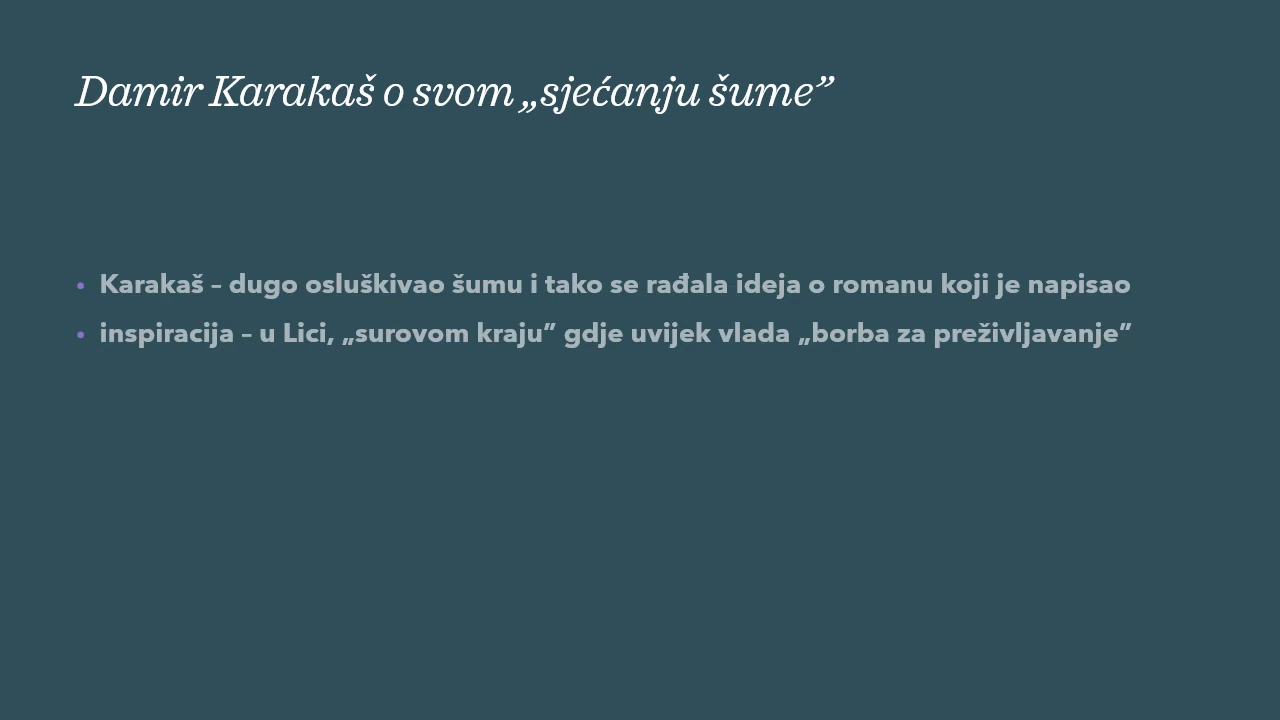 Damir Karakaš o svom „sjećanju šume”
• Karakaš – dugo osluškivao šumu i tako se rađala ideja o romanu koji je napisao
• inspiracija – u Lici, „surovom kraju” gdje uvijek vlada „borba za preživljavanje”